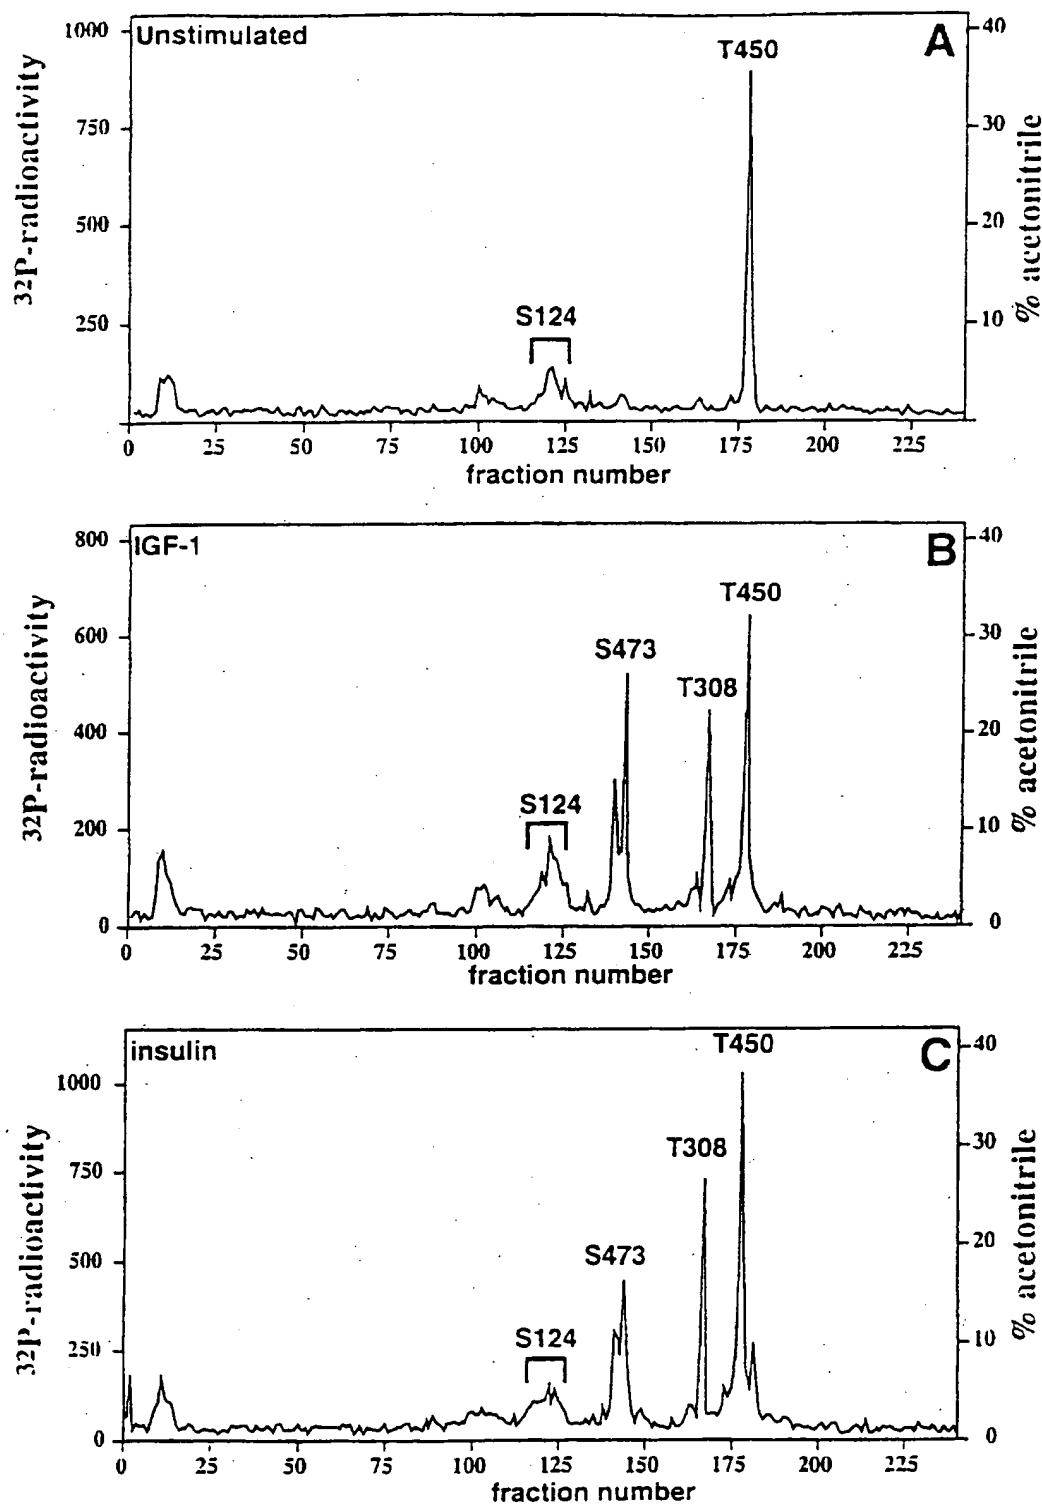 Unstimulated
A
T450
S124
1000
750
500
250
40
30
20
10
32P-radioactivity
% acetonitrile
0 25 50 75 100 125 150 175 200 225
fraction number
IGF-1
B
T450
S473
T308
S124
800
600
400
200
0
40
30
20
10
0
32P-radioactivity
% acetonitrile
0 25 50 75 100 125 150 175 200 225
fraction number
insulin
C
T450
T308
S473
S124
1000
750
500
250
0
40
30
20
10
0
32P-radioactivity
% acetonitrile
0 25 50 75 100 125 150 175 200 225
fraction number